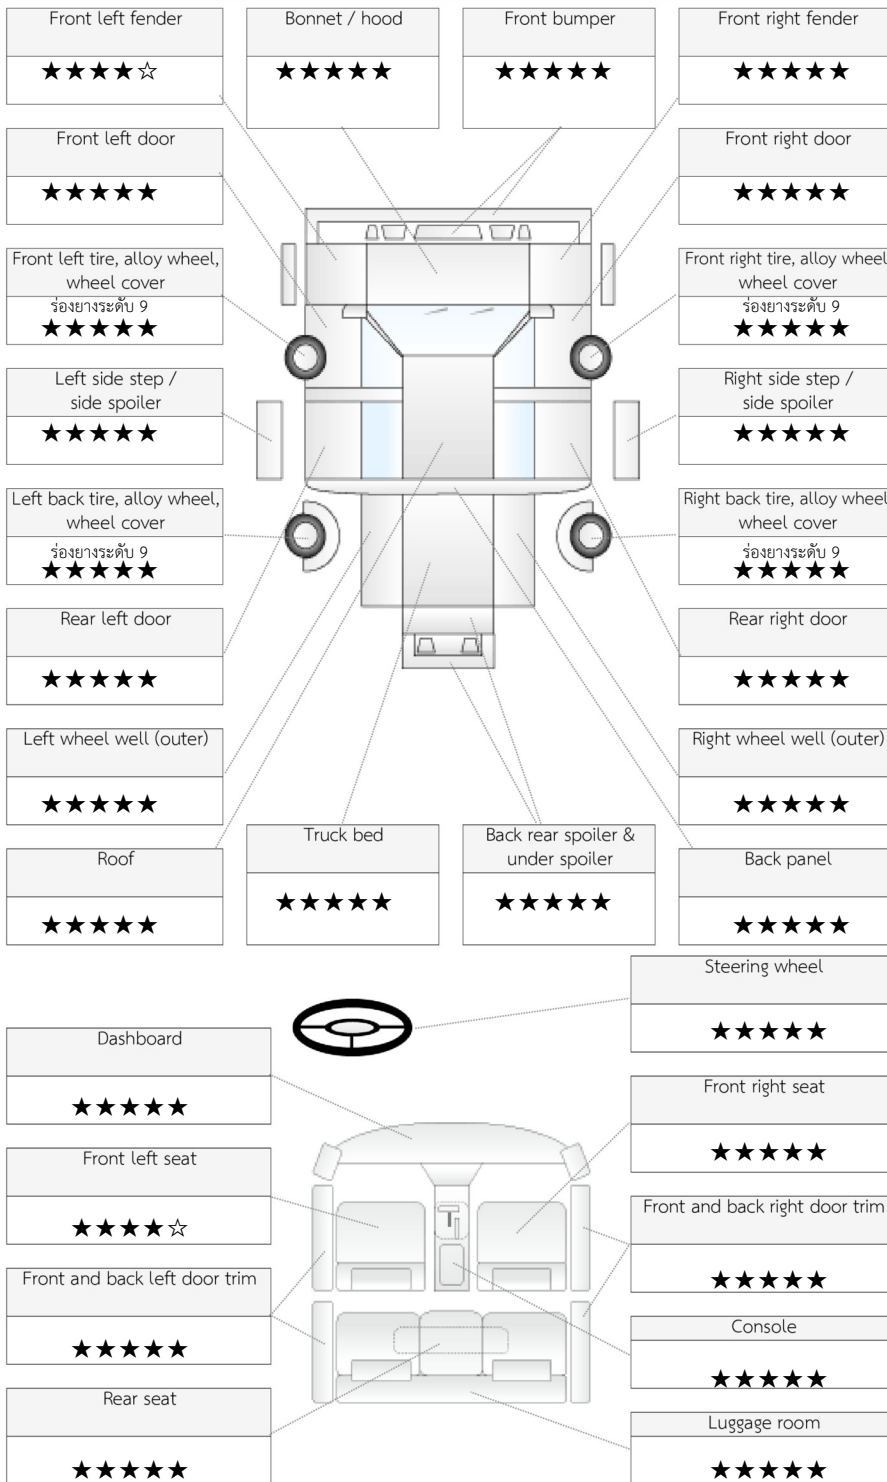 Front left fender
★★★★☆
Bonnet / hood
★★★★★
Front bumper
★★★★★
Front right fender
★★★★★
Front left door
★★★★★
Front right door
★★★★★
Front left tire, alloy wheel,
wheel cover
ร่องยางระดับ 9
★★★★★
Front right tire, alloy wheel
wheel cover
ร่องยางระดับ 9
★★★★★
Left side step /
side spoiler
★★★★★
Right side step /
side spoiler
★★★★★
Left back tire, alloy wheel,
wheel cover
ร่องยางระดับ 9
★★★★★
Right back tire, alloy wheel
wheel cover
ร่องยางระดับ 9
★★★★★
Rear left door
★★★★★
Rear right door
★★★★★
Left wheel well (outer)
★★★★★
Right wheel well (outer)
★★★★★
Roof
★★★★★
Truck bed
★★★★★
Back rear spoiler &
under spoiler
★★★★★
Back panel
★★★★★
Steering wheel
★★★★★
Dashboard
★★★★★
Front right seat
★★★★★
Front left seat
★★★★☆
Front and back right door trim
★★★★★
Front and back left door trim
★★★★★
Console
★★★★★
Rear seat
★★★★★
Luggage room
★★★★★